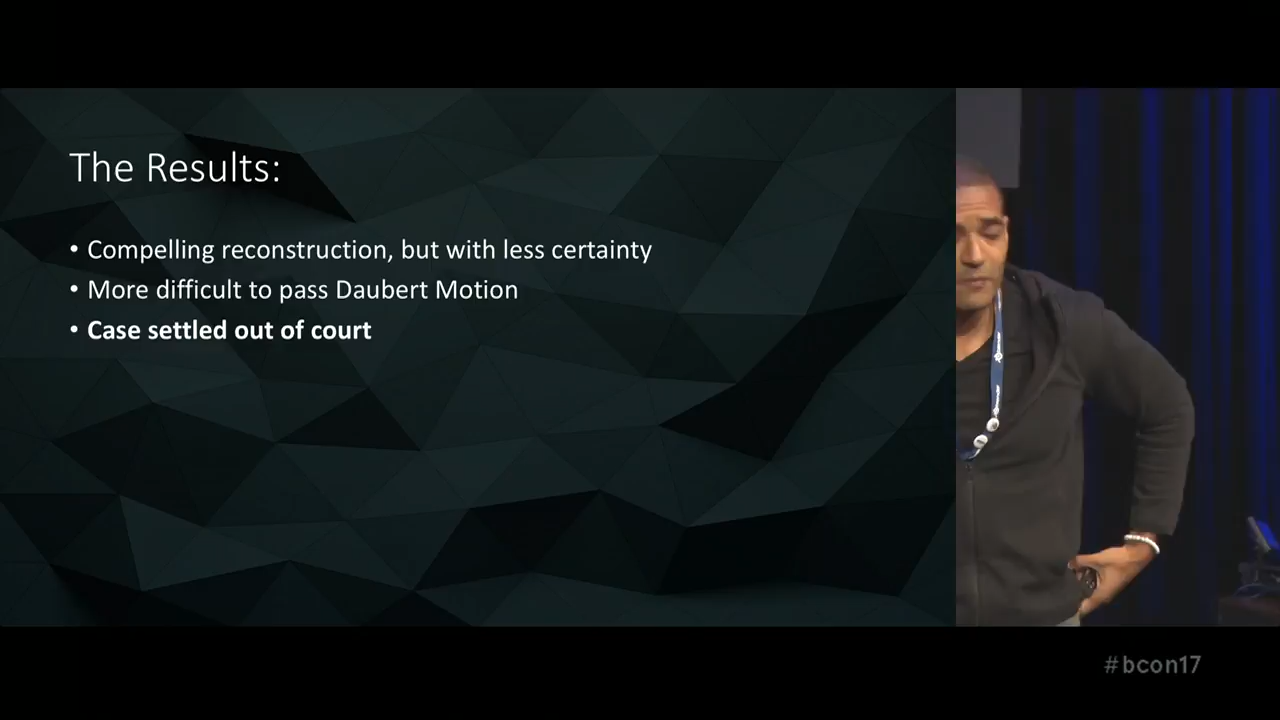 The Results:
• Compelling reconstruction, but with less certainty
• More difficult to pass Daubert Motion
• Case settled out of court
#bcon17